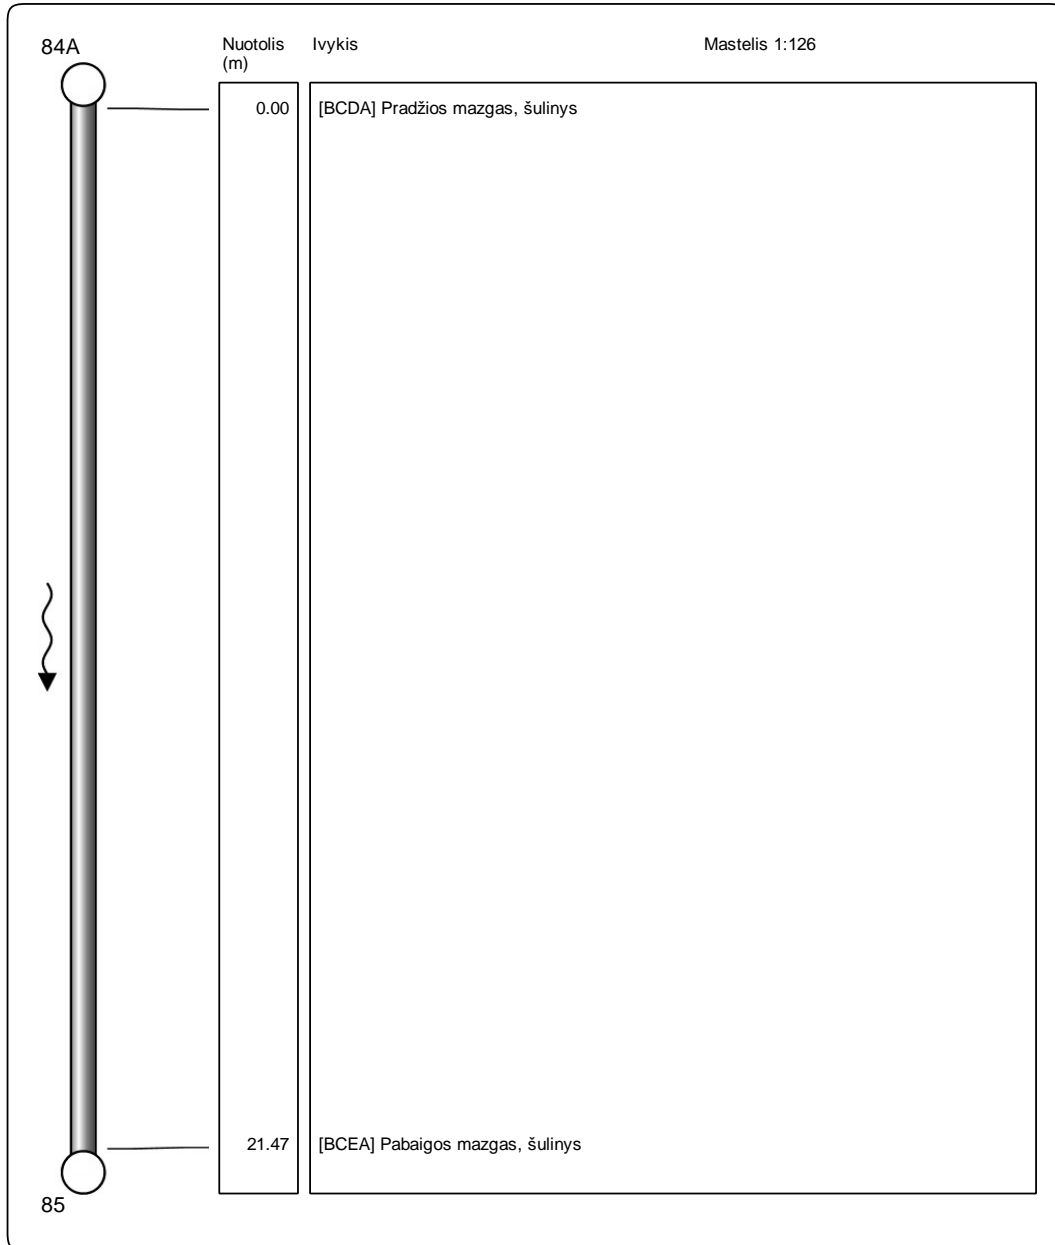 84A
Nuotolis (m) Ivykis Mastelis 1:126
0.00 [BCDA] Pradžios mazgas, šulinys
21.47 [BCEA] Pabaigos mazgas, šulinys
85